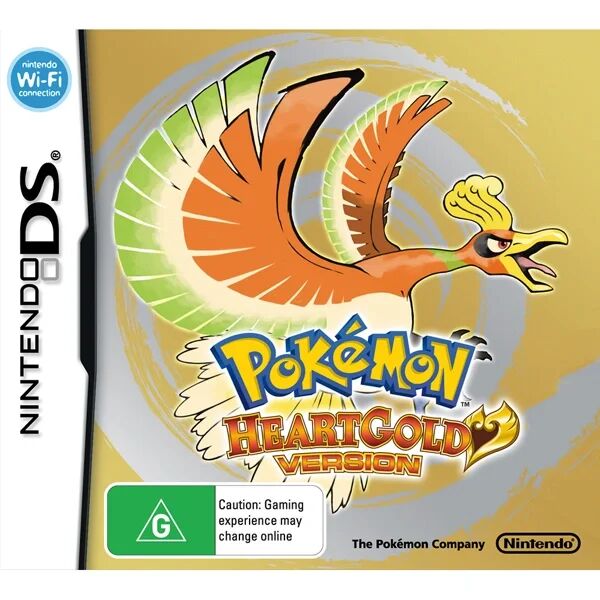 nintendo
Wi-Fi
connection
NINTENDO DS®
POKéMON
™
HEARTGOLD
VERSION
G
Caution: Gaming
experience may
change online
The Pokémon Company
Nintendo®